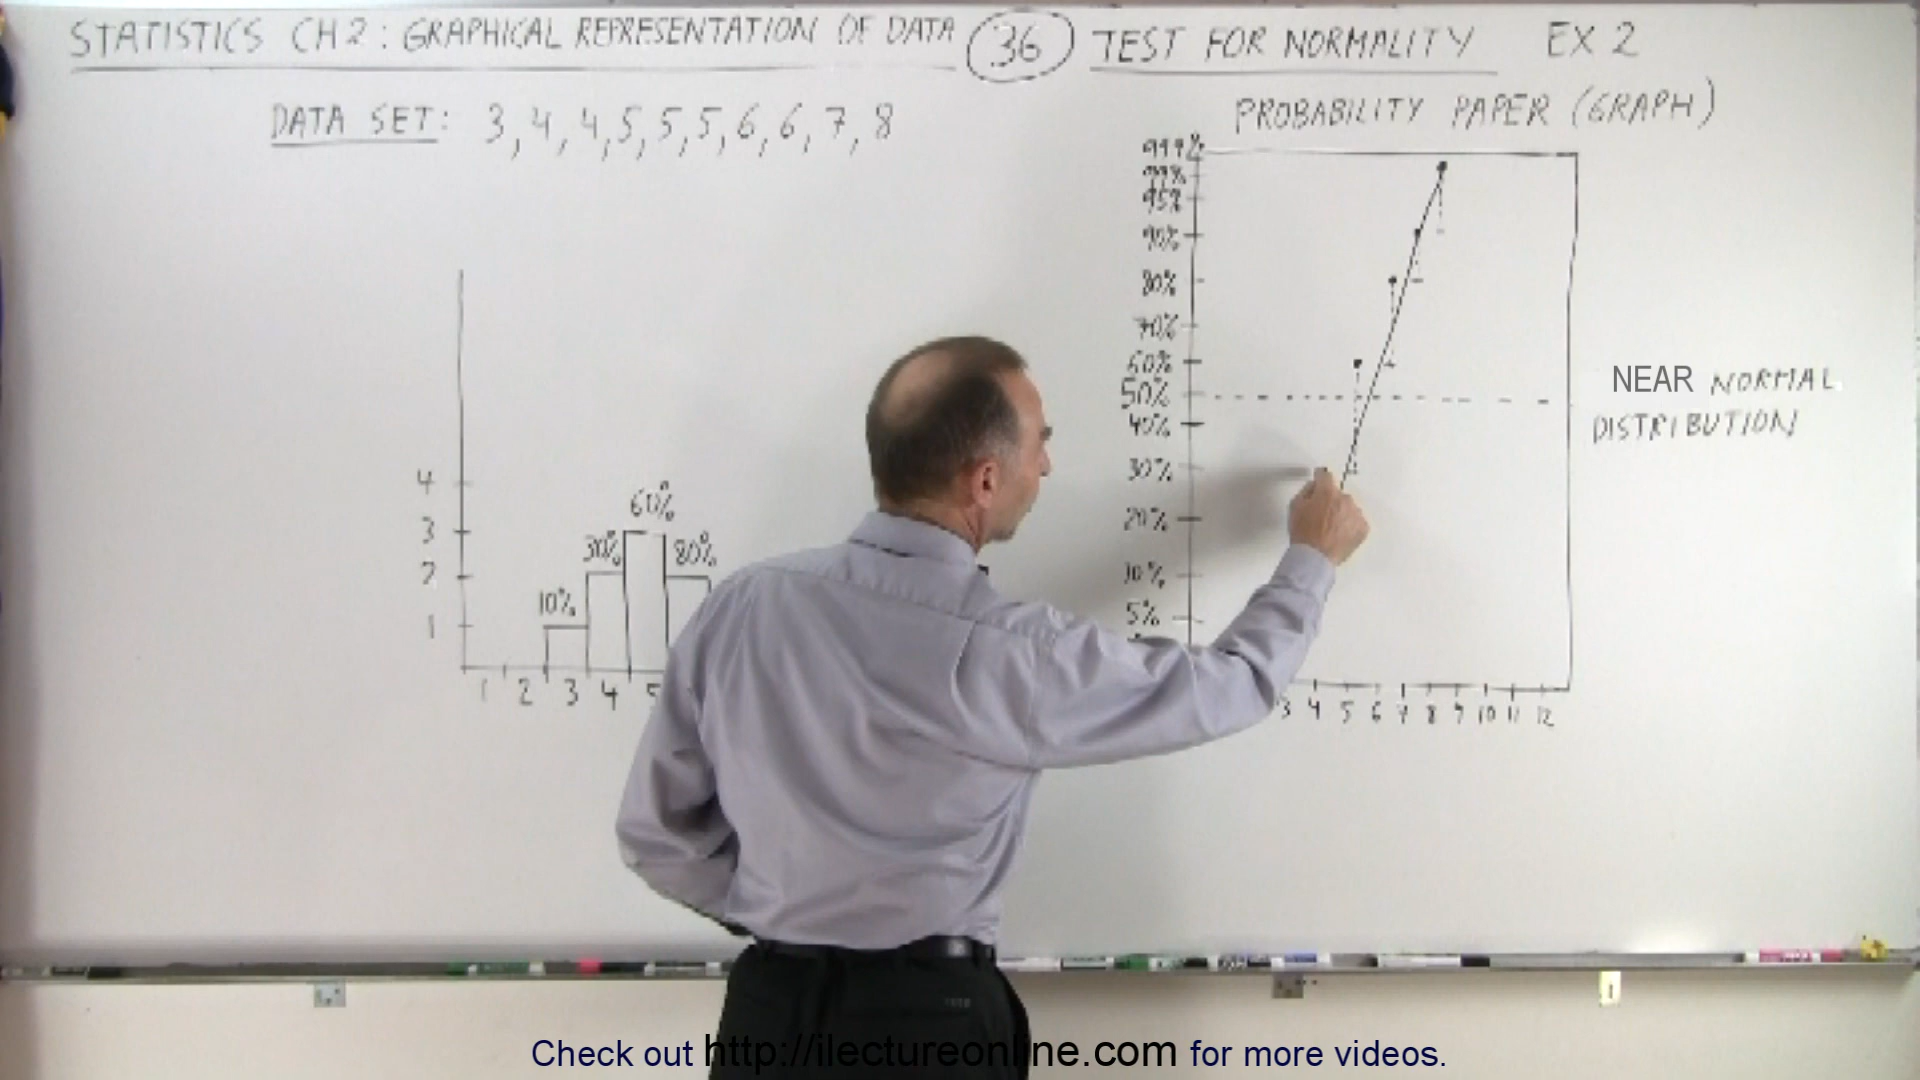 STATISTICS CH 2: GRAPHICAL REPRESENTATION OF DATA (36) TEST FOR NORMALITY EX 2
DATA SET: 3, 4, 4, 5, 5, 5, 6, 6, 7, 8
PROBABILITY PAPER (GRAPH)
99%
95%
90%
80%
70%
60%
50%
40%
30%
20%
10%
5%
3 4 5 6 7 8 9 10 11 12
NEAR NORMAL
DISTRIBUTION
4
3
2
1
10%
30%
60%
80%
1 2 3 4 5
Check out http://ilectureonline.com for more videos.